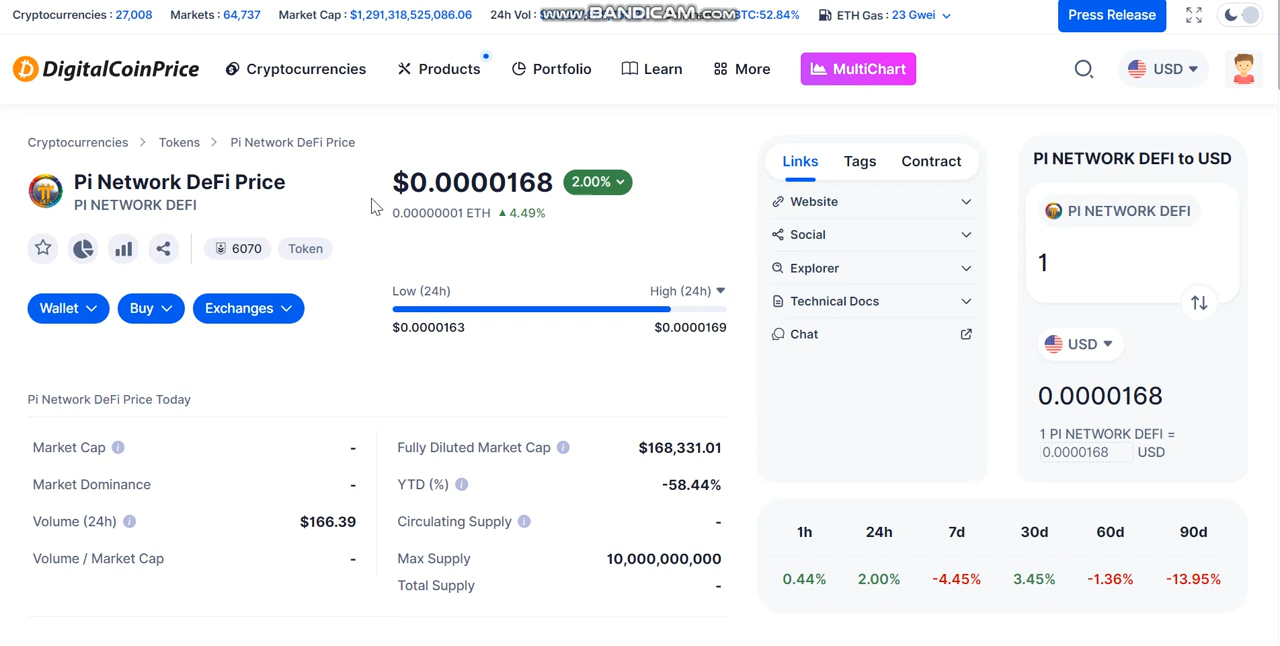 Cryptocurrencies : 27,008 Markets : 64,737 Market Cap : $1,291,318,525,086.06 24h Vol : BTC:52.84% ETH Gas : 23 Gwei Press Release
www.BANDICAM.com
DigitalCoinPrice Cryptocurrencies Products Portfolio Learn More MultiChart USD
Cryptocurrencies > Tokens > Pi Network DeFi Price
Pi Network DeFi Price
PI NETWORK DEFI
6070 Token
Wallet Buy Exchanges
$0.0000168 2.00%
0.00000001 ETH ▲ 4.49%
Low (24h) High (24h)
$0.0000163 $0.0000169
Pi Network DeFi Price Today
Market Cap -
Market Dominance -
Volume (24h) $166.39
Volume / Market Cap -
Fully Diluted Market Cap $168,331.01
YTD (%) -58.44%
Circulating Supply -
Max Supply 10,000,000,000
Total Supply -
Links Tags Contract
Website
Social
Explorer
Technical Docs
Chat
PI NETWORK DEFI to USD
PI NETWORK DEFI
1
USD
0.0000168
1 PI NETWORK DEFI =
0.0000168 USD
1h 24h 7d 30d 60d 90d
0.44% 2.00% -4.45% 3.45% -1.36% -13.95%